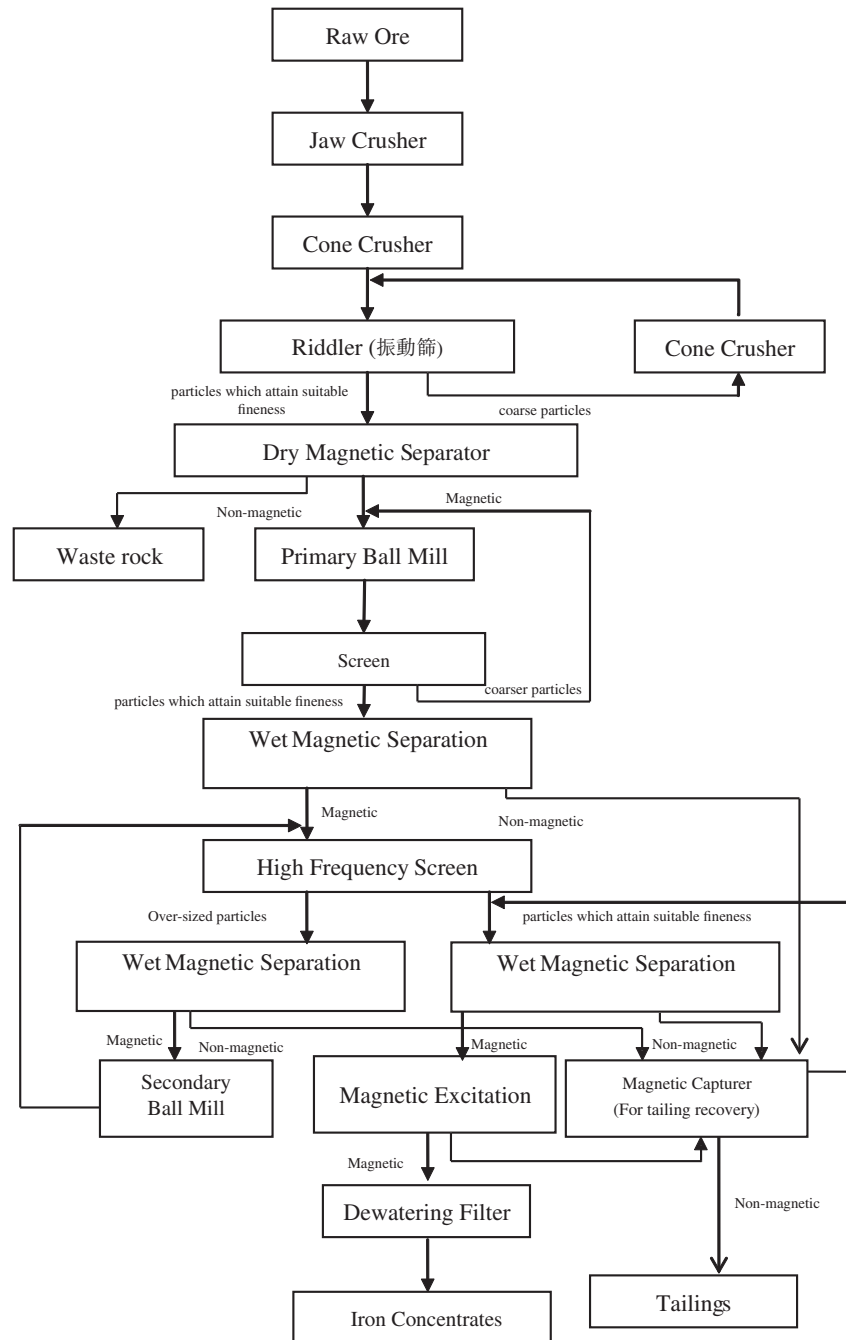 Raw Ore
Jaw Crusher
Cone Crusher
Riddler (振動篩)
Cone Crusher
particles which attain suitable
fineness
coarse particles
Dry Magnetic Separator
Non-magnetic
Magnetic
Waste rock
Primary Ball Mill
Screen
particles which attain suitable fineness
coarser particles
Wet Magnetic Separation
Magnetic
Non-magnetic
High Frequency Screen
Over-sized particles
particles which attain suitable fineness
Wet Magnetic Separation
Wet Magnetic Separation
Magnetic
Non-magnetic
Magnetic
Non-magnetic
Secondary
Ball Mill
Magnetic Excitation
Magnetic Capturer
(For tailing recovery)
Magnetic
Non-magnetic
Dewatering Filter
Tailings
Iron Concentrates